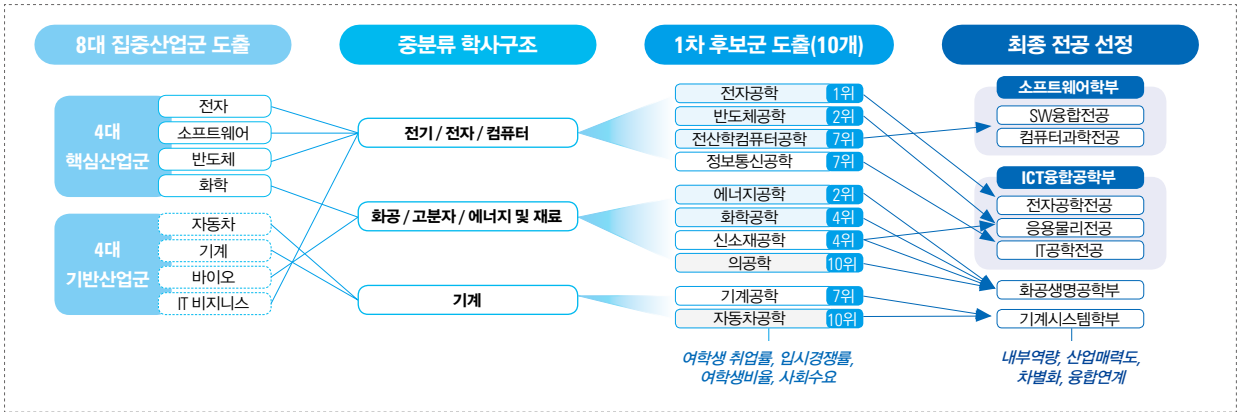 8대 집중산업군 도출
중분류 학사구조
1차 후보군 도출(10개)
최종 전공 선정
4대
핵심산업군
전자
소프트웨어
반도체
화학
4대
기반산업군
자동차
기계
바이오
IT 비지니스
전기 / 전자 / 컴퓨터
화공 / 고분자 / 에너지 및 재료
기계
전자공학 1위
반도체공학 2위
전산학컴퓨터공학 7위
정보통신공학 7위
에너지공학 2위
화학공학 4위
신소재공학 4위
의공학 10위
기계공학 7위
자동차공학 10위
여학생 취업률, 입시경쟁률,
여학생비율, 사회수요
소프트웨어학부
SW융합전공
컴퓨터과학전공
ICT융합공학부
전자공학전공
응용물리전공
IT공학전공
화공생명공학부
기계시스템학부
내부역량, 산업매력도,
차별화, 융합연계